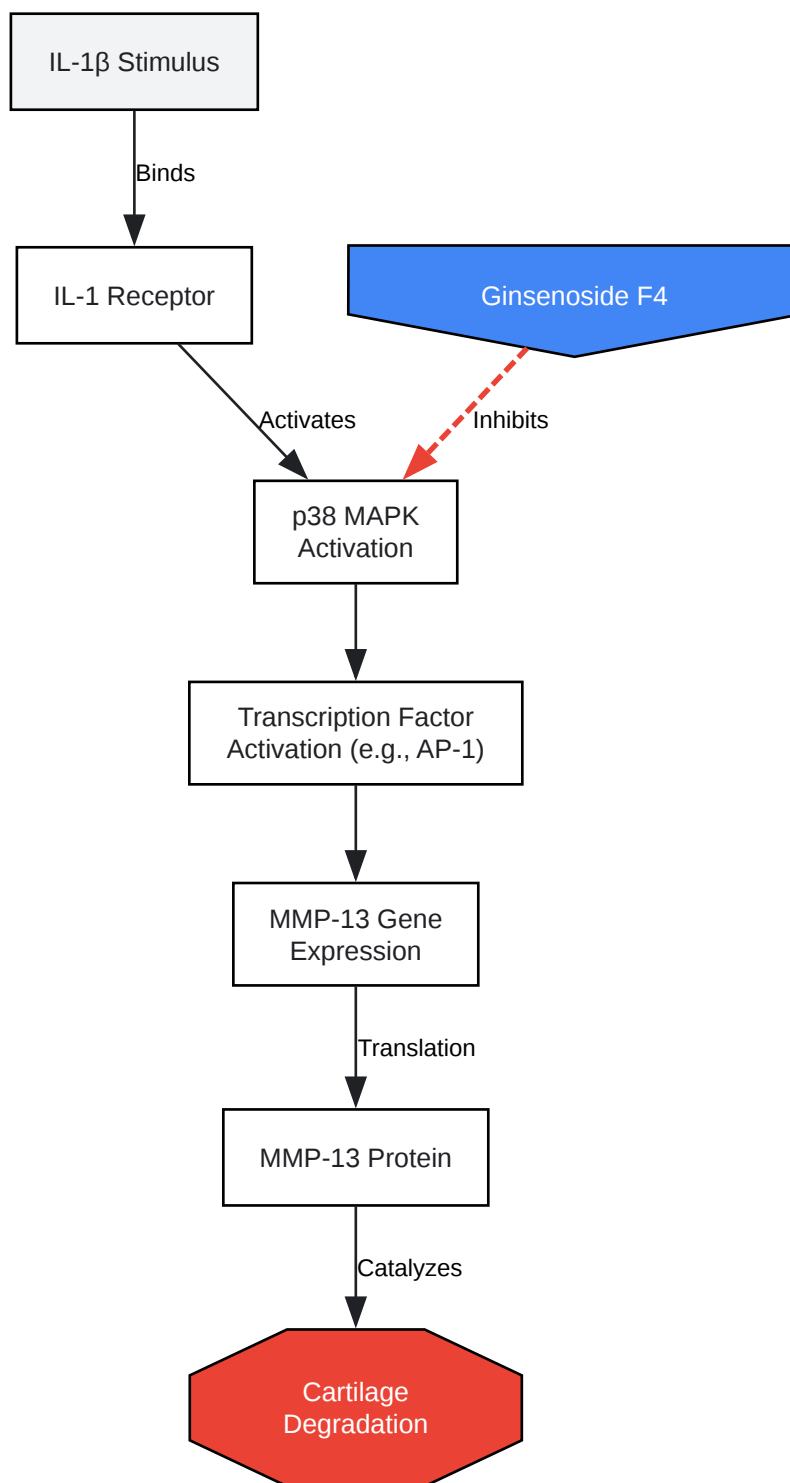 IL-1β Stimulus
Binds
IL-1 Receptor
Ginsenoside F4
Activates
Inhibits
p38 MAPK
Activation
Transcription Factor
Activation (e.g., AP-1)
MMP-13 Gene
Expression
Translation
MMP-13 Protein
Catalyzes
Cartilage
Degradation